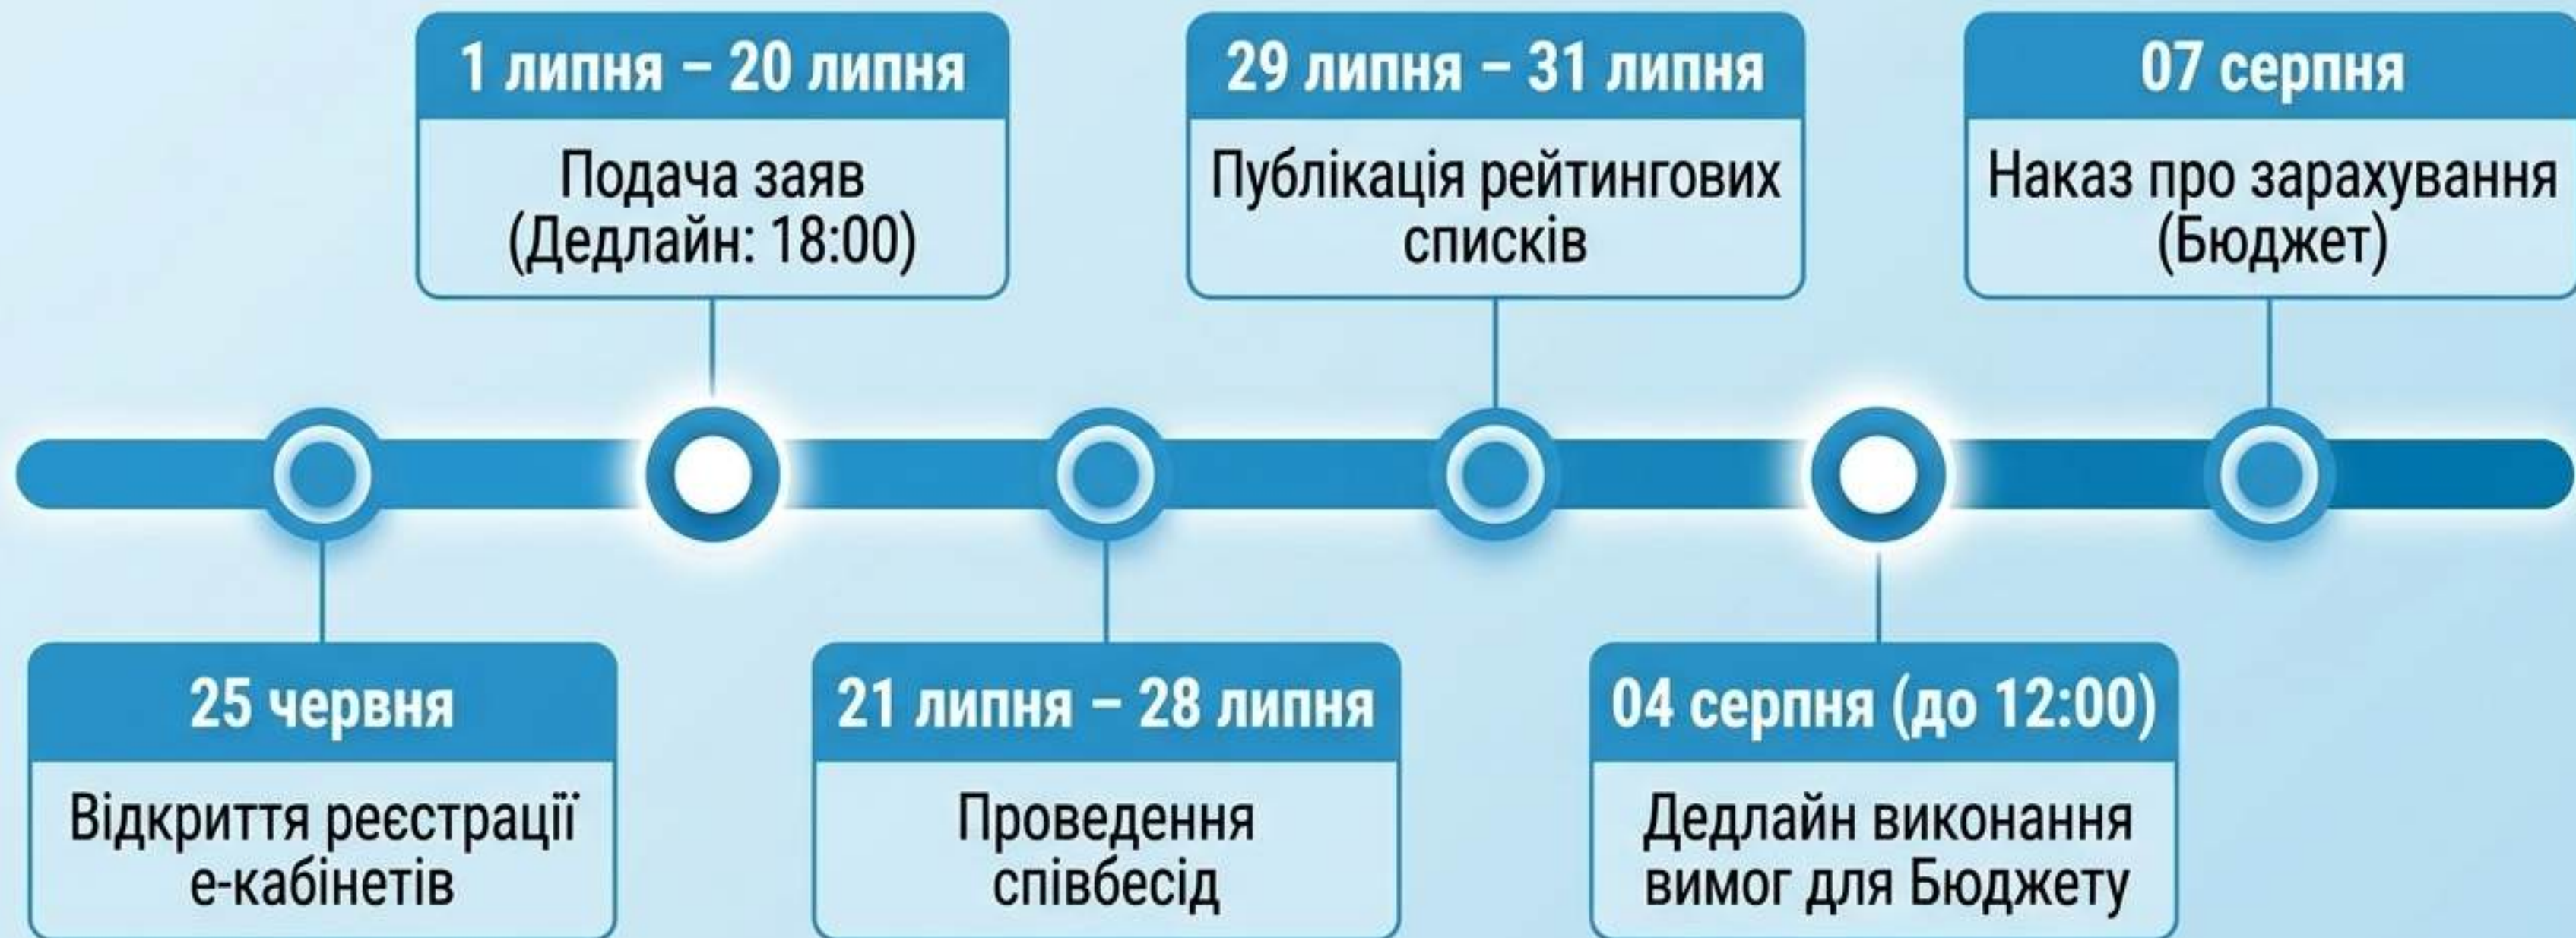 1 липня – 20 липня
Подача заяв
(Дедлайн: 18:00)
29 липня – 31 липня
Публікація рейтингових
списків
07 серпня
Наказ про зарахування
(Бюджет)
25 червня
Відкриття реєстрації
е-кабінетів
21 липня – 28 липня
Проведення
співбесід
04 серпня (до 12:00)
Дедлайн виконання
вимог для Бюджету